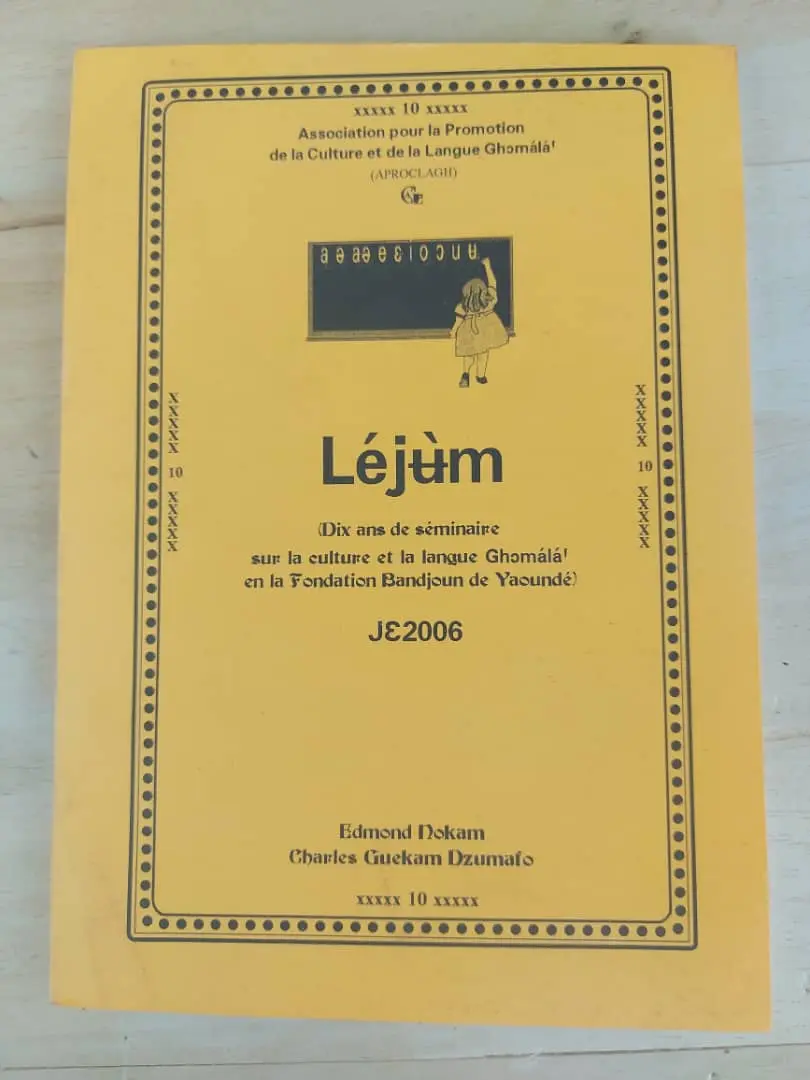 xxxxx 10 xxxxx
Association pour la Promotion
de la Culture et de la Langue Ghɔmálá'
(APROCLAGH)
Léjʉ̀m
(Dix ans de séminaire
sur la culture et la langue Ghɔmálá'
en la Fondation Bandjoun de Yaoundé)
JƐ2006
X
X
X
X
X
10
X
X
X
X
X
X
X
X
X
X
10
X
X
X
X
X
Edmond Nokam
Charles Guekam Dzumafo
xxxxx 10 xxxxx